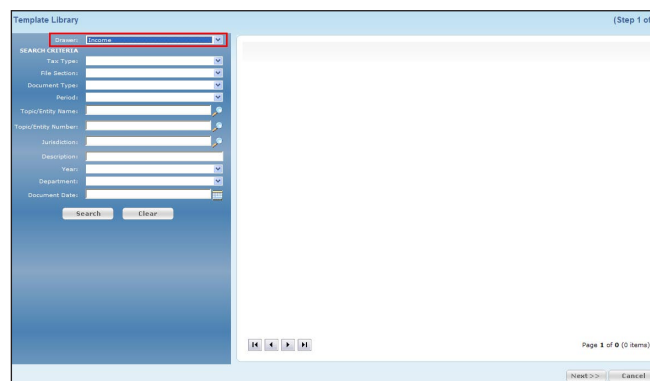 Template Library (Step 1 of
Drawer: Income
SEARCH CRITERIA
Tax Type:
File Section:
Document Type:
Period:
Topic/Entity Name:
Topic/Entity Number:
Jurisdiction:
Description:
Year:
Department:
Document Date:
Search Clear
Page 1 of 0 (0 items)
Next>> Cancel